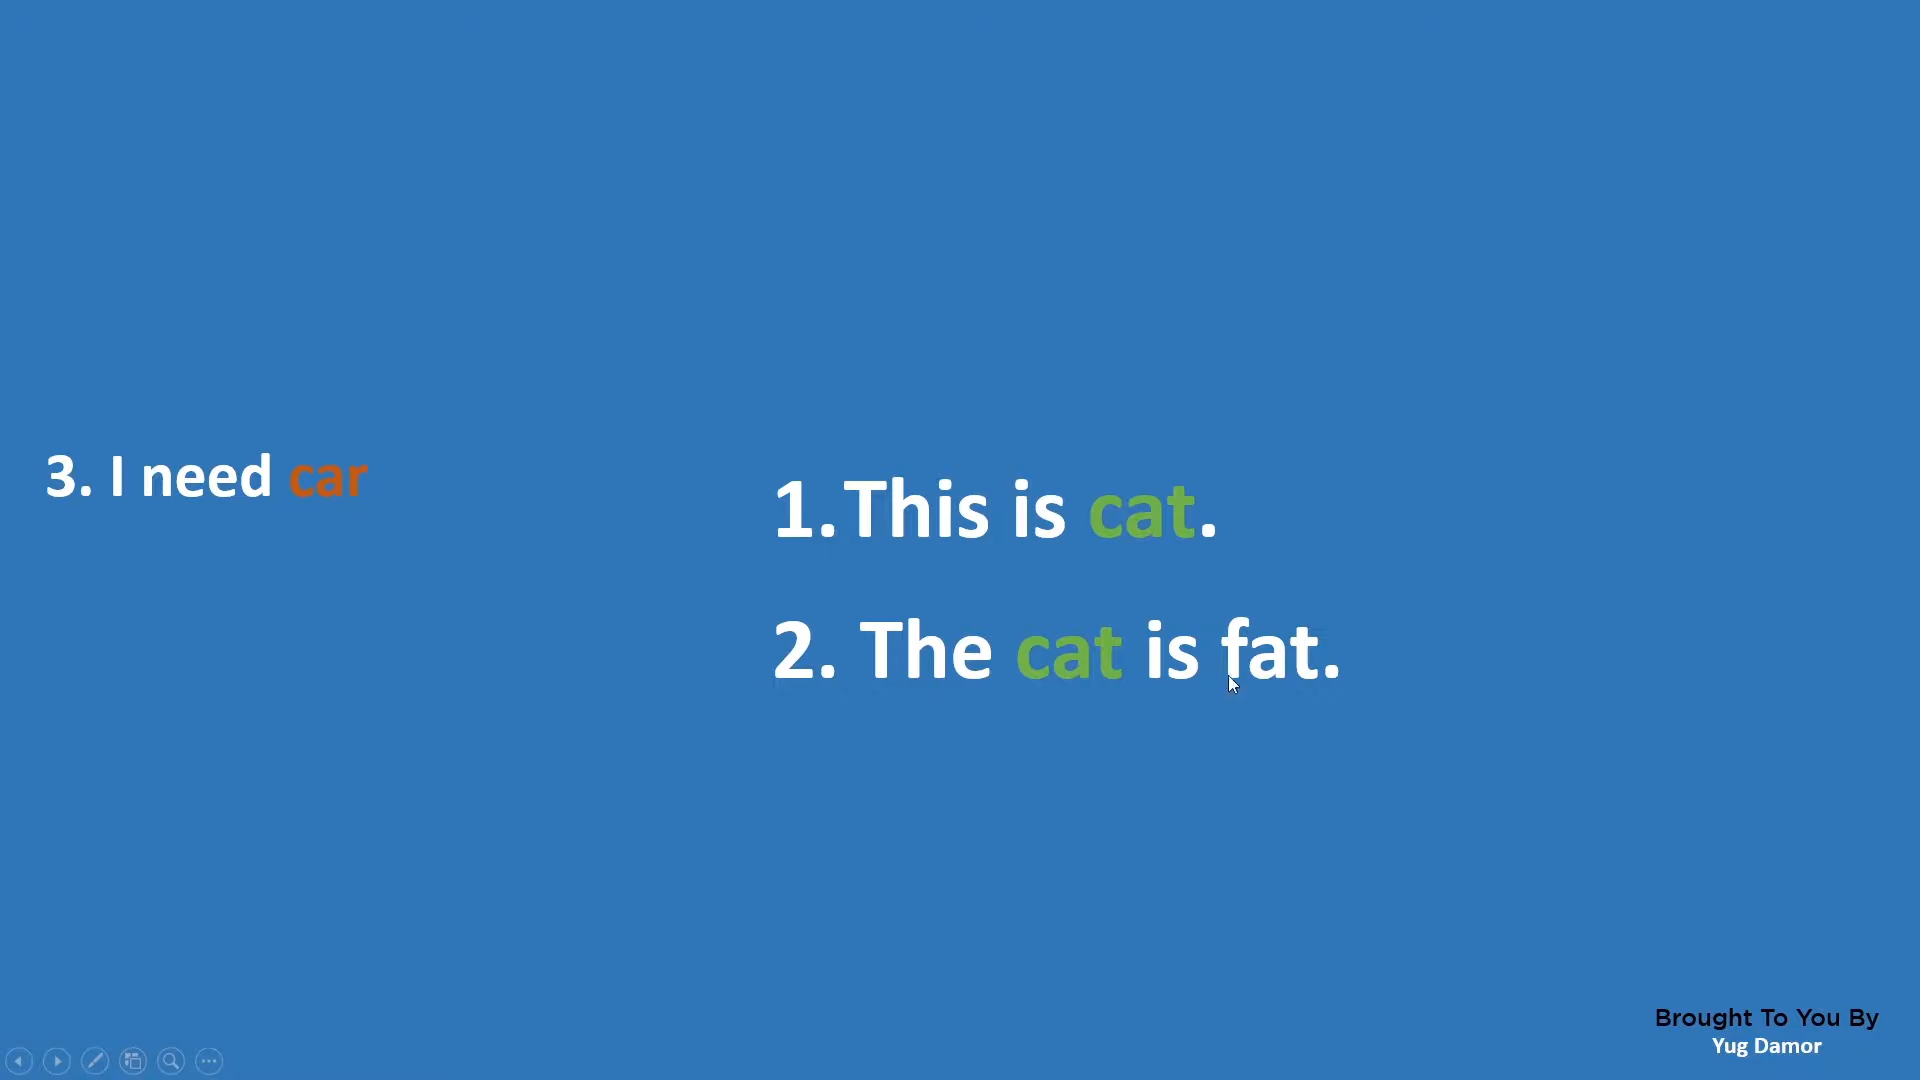 3. I need car
1.This is cat.
2. The cat is fat.
Brought To You By
Yug Damor